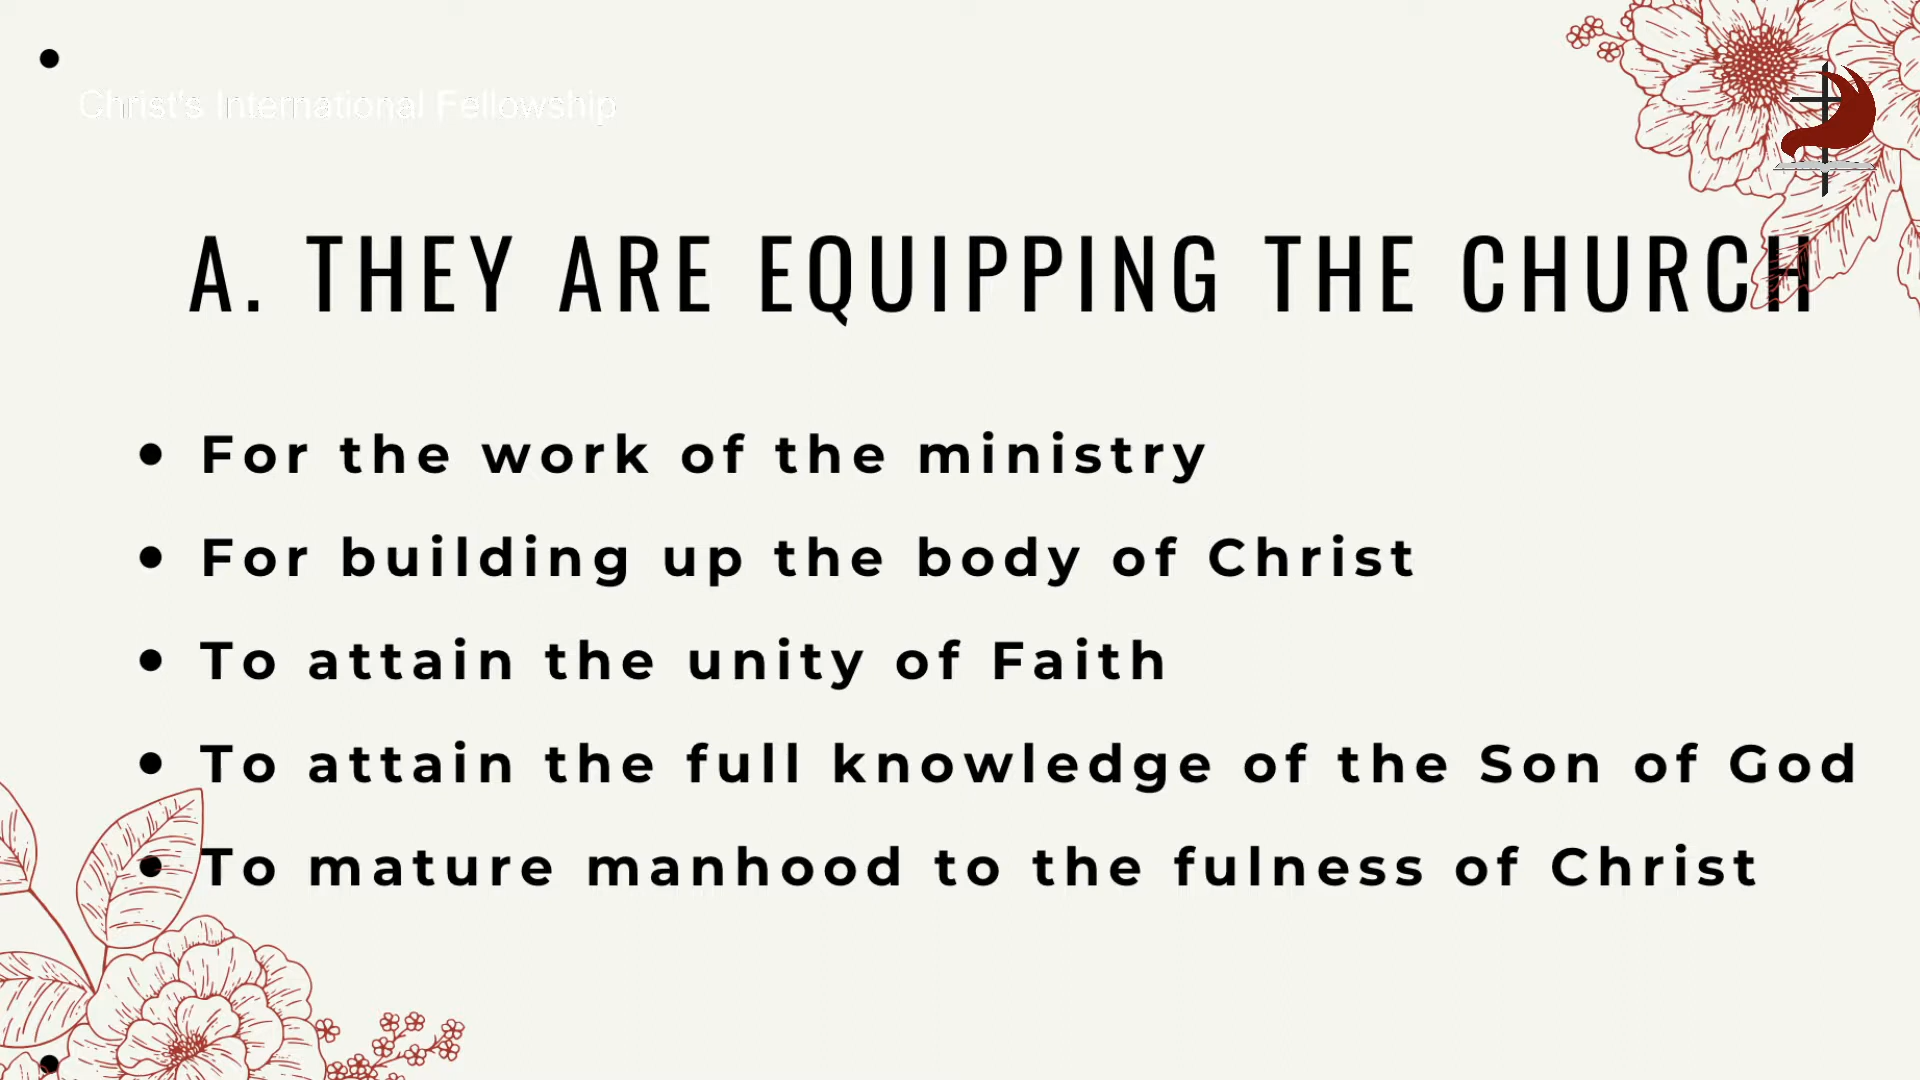 Christ's International Fellowship
A. THEY ARE EQUIPPING THE CHURCH
• For the work of the ministry
• For building up the body of Christ
• To attain the unity of Faith
• To attain the full knowledge of the Son of God
• To mature manhood to the fulness of Christ